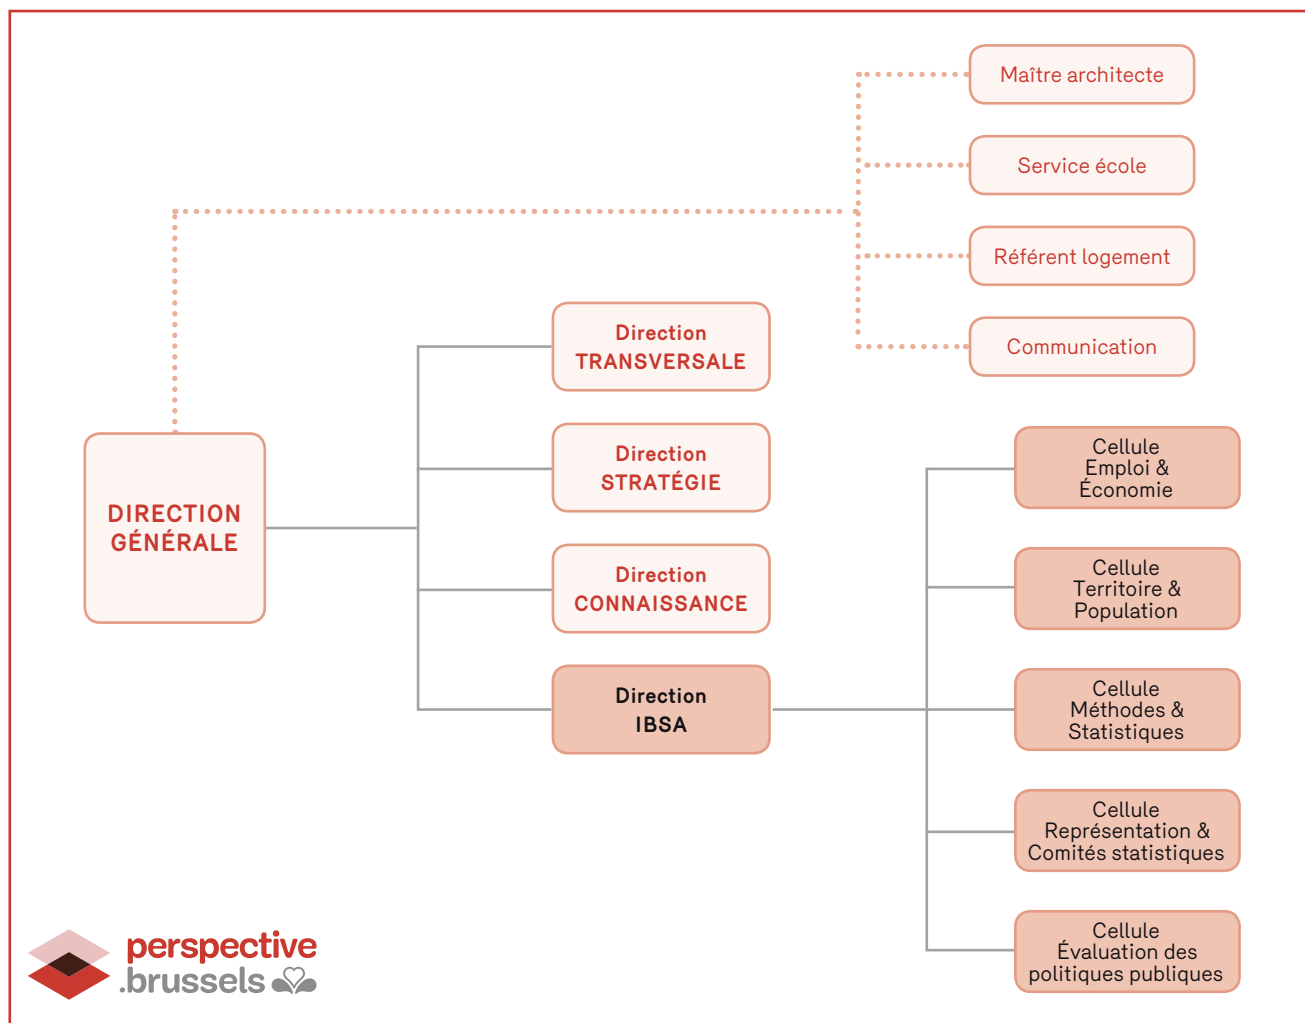 Maître architecte
Service école
Référent logement
Communication
DIRECTION
GÉNÉRALE
Direction
TRANSVERSALE
Direction
STRATÉGIE
Direction
CONNAISSANCE
Direction
IBSA
Cellule
Emploi &
Économie
Cellule
Territoire &
Population
Cellule
Méthodes &
Statistiques
Cellule
Représentation &
Comités statistiques
Cellule
Évaluation des
politiques publiques
perspective
.brussels